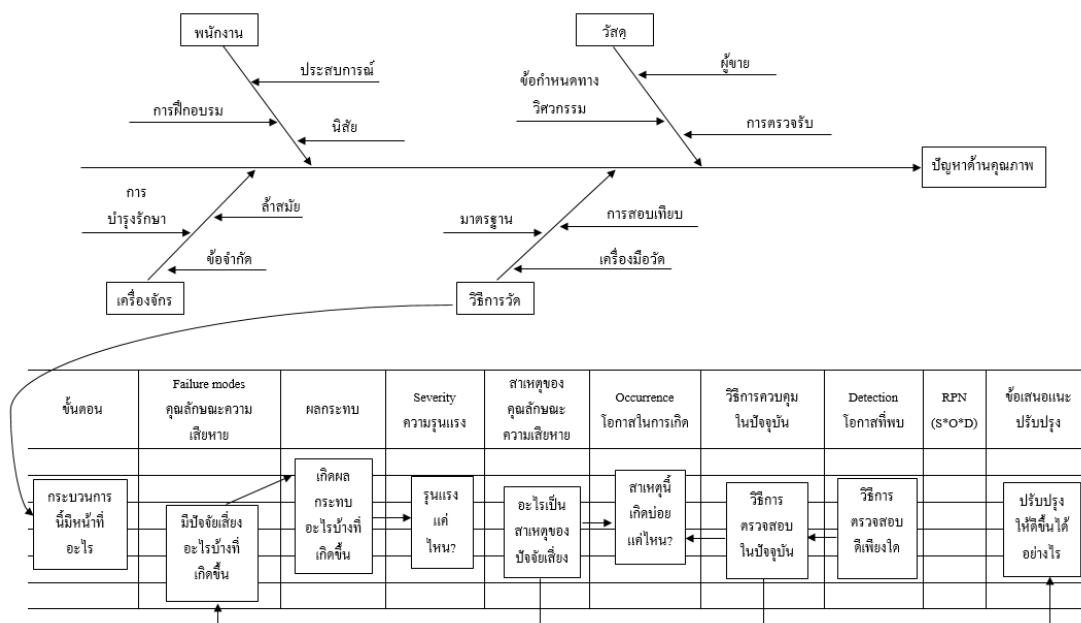 พนักงาน
วัสดุ
ประสบการณ์
การฝึกอบรม
นิสัย
ผู้ขาย
ข้อกำหนดทาง
วิศวกรรม
การตรวจรับ
ปัญหาด้านคุณภาพ
การ
บำรุงรักษา
ล้าสมัย
ข้อจำกัด
มาตรฐาน
การสอบเทียบ
เครื่องมือวัด
เครื่องจักร
วิธีการวัด
ขั้นตอน
Failure modes
คุณลักษณะความ
เสียหาย
ผลกระทบ
Severity
ความรุนแรง
สาเหตุของ
คุณลักษณะ
ความเสียหาย
Occurrence
โอกาสในการเกิด
วิธีการควบคุม
ในปัจจุบัน
Detection
โอกาสที่พบ
RPN
(S*O*D)
ข้อเสนอแนะ
ปรับปรุง
กระบวนการ
นี้มีหน้าที่
อะไร
มีปัจจัยเสี่ยง
อะไรบ้างที่
เกิดขึ้น
เกิดผล
กระทบ
อะไรบ้างที่
เกิดขึ้น
รุนแรง
แค่
ไหน?
อะไรเป็น
สาเหตุของ
ปัจจัยเสี่ยง
สาเหตุนี้
เกิดบ่อย
แค่ไหน?
วิธีการ
ตรวจสอบ
ในปัจจุบัน
วิธีการ
ตรวจสอบ
ดีเพียงใด
ปรับปรุง
ให้ดีขึ้นได้
อย่างไร